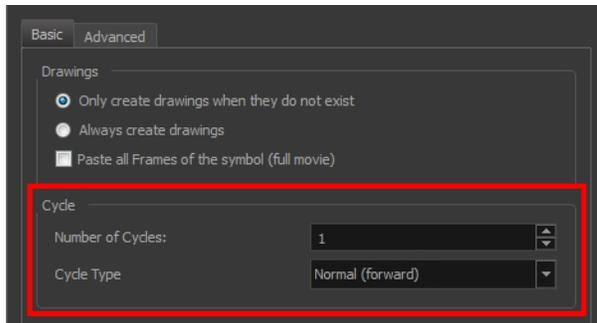 Basic Advanced
Drawings
Only create drawings when they do not exist
Always create drawings
Paste all Frames of the symbol (full movie)
Cycle
Number of Cycles: 1
Cycle Type Normal (forward)